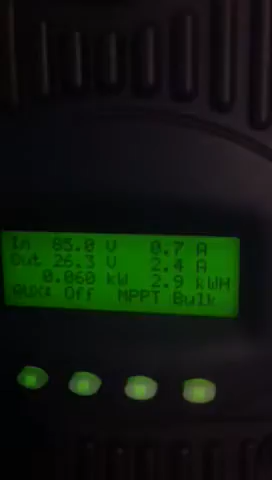 In 85.0 V 0.7 A
Out 26.3 V 2.4 A
0.060 kW 2.9 kWH
AUX: Off MPPT Bulk